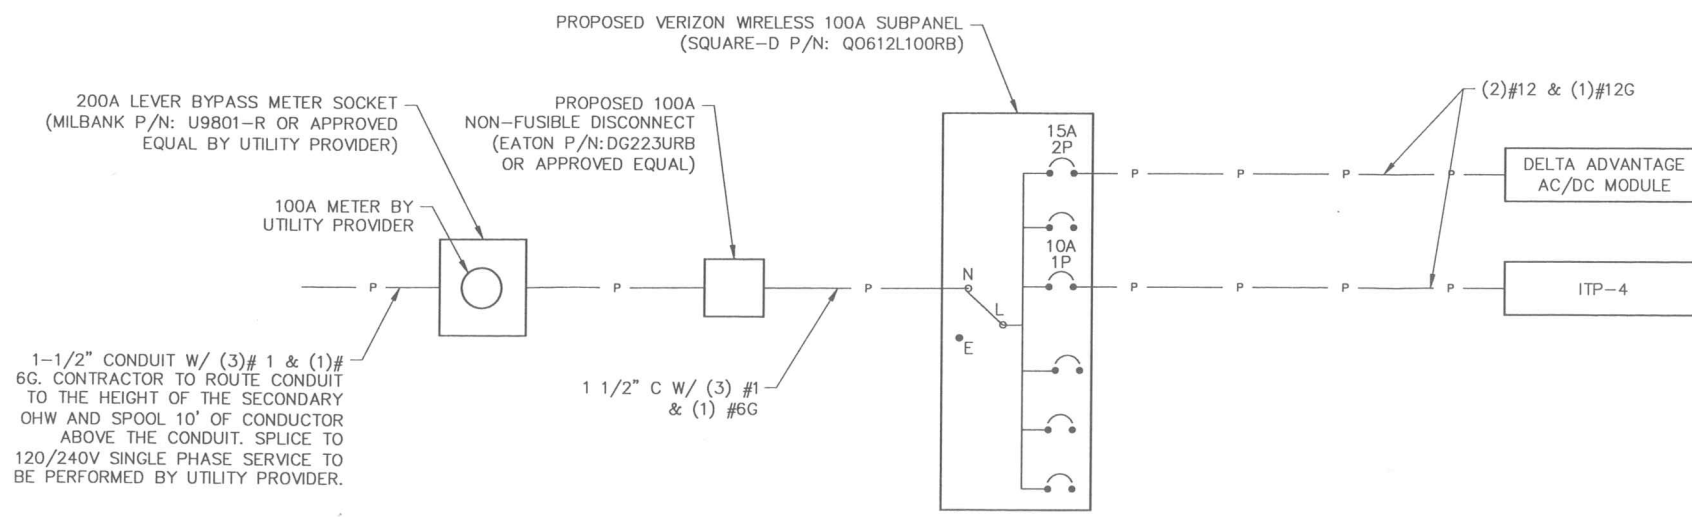 PROPOSED VERIZON WIRELESS 100A SUBPANEL
(SQUARE-D P/N: QO612L100RB)
200A LEVER BYPASS METER SOCKET
(MILBANK P/N: U9801-R OR APPROVED
EQUAL BY UTILITY PROVIDER)
PROPOSED 100A
NON-FUSIBLE DISCONNECT
(EATON P/N:DG223URB
OR APPROVED EQUAL)
100A METER BY
UTILITY PROVIDER
(2)#12 & (1)#12G
15A
2P
P P P P
DELTA ADVANTAGE
AC/DC MODULE
10A
1P
P P P
N
L
E
P P P P
ITP-4
1-1/2" CONDUIT W/ (3)# 1 & (1)#
6G. CONTRACTOR TO ROUTE CONDUIT
TO THE HEIGHT OF THE SECONDARY
OHW AND SPOOL 10' OF CONDUCTOR
ABOVE THE CONDUIT. SPLICE TO
120/240V SINGLE PHASE SERVICE TO
BE PERFORMED BY UTILITY PROVIDER.
1 1/2" C W/ (3) #1
& (1) #6G